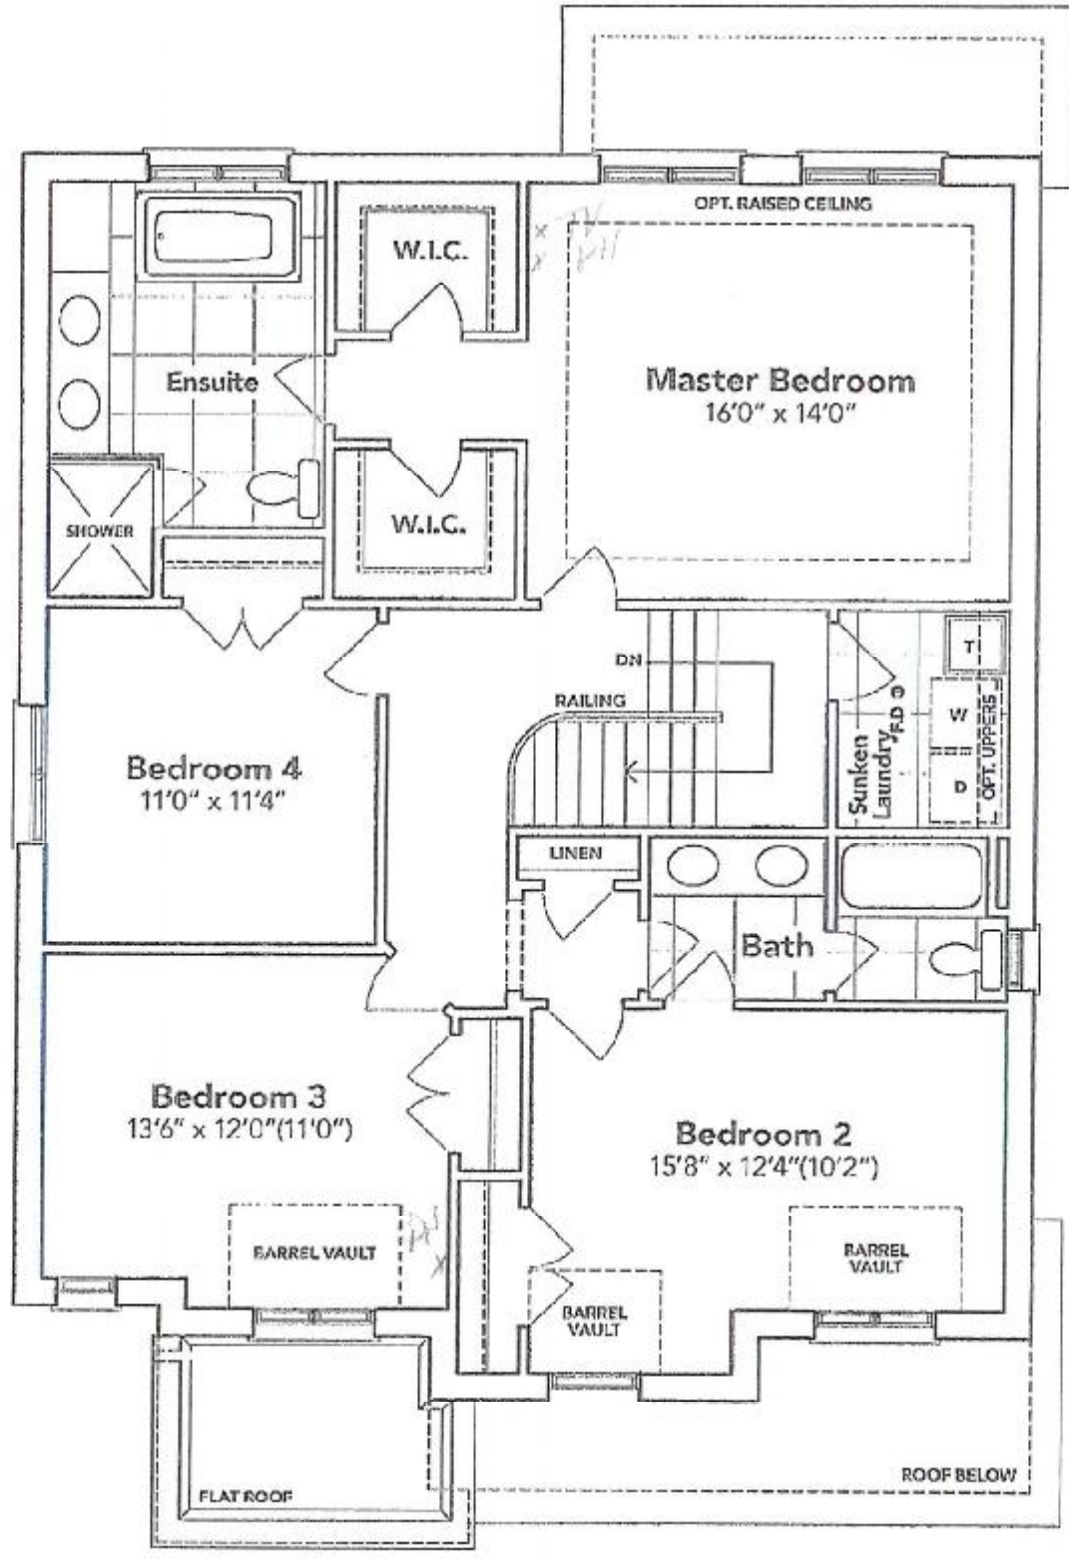 OPT. RAISED CEILING
W.I.C.
Ensuite
Master Bedroom
16'0" x 14'0"
W.I.C.
SHOWER
DN
RAILING
T
W
D
OPT. UPPERS
Sunken
Laundry
F.D
Bedroom 4
11'0" x 11'4"
LINEN
Bath
Bedroom 3
13'6" x 12'0"(11'0")
Bedroom 2
15'8" x 12'4"(10'2")
BARREL VAULT
BARREL
VAULT
BARREL
VAULT
FLAT ROOF
ROOF BELOW